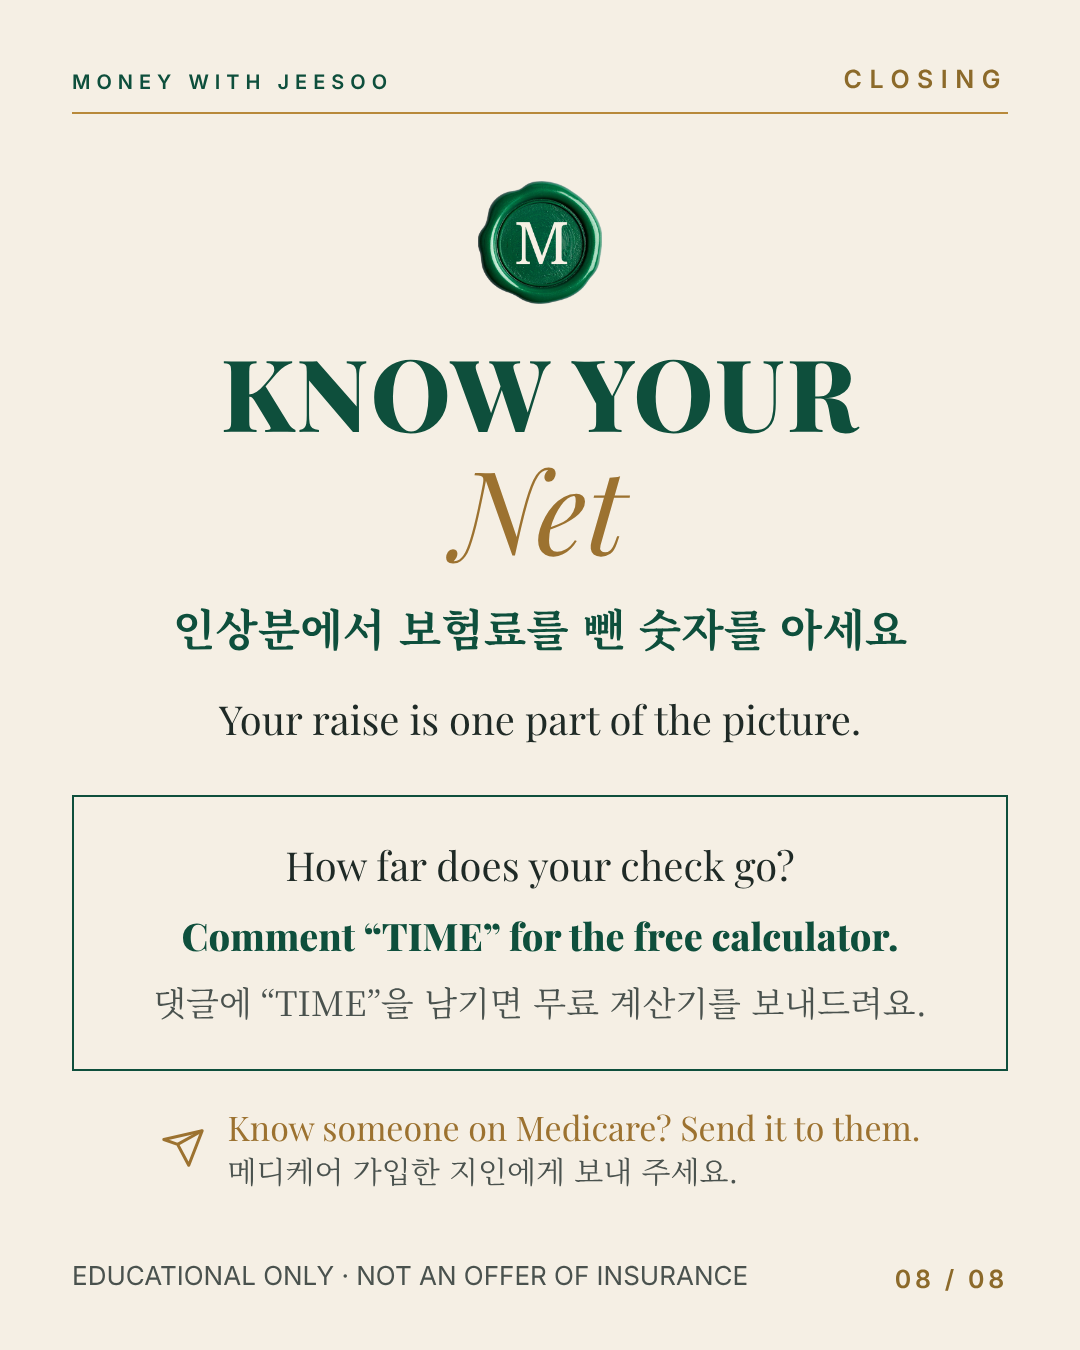 MONEY WITH JEESOO
CLOSING
M
KNOW YOUR
Net
인상분에서 보험료를 뺀 숫자를 아세요
Your raise is one part of the picture.
How far does your check go?
Comment “TIME” for the free calculator.
댓글에 “TIME”을 남기면 무료 계산기를 보내드려요.
Know someone on Medicare? Send it to them.
메디케어 가입한 지인에게 보내 주세요.
EDUCATIONAL ONLY · NOT AN OFFER OF INSURANCE
08 / 08